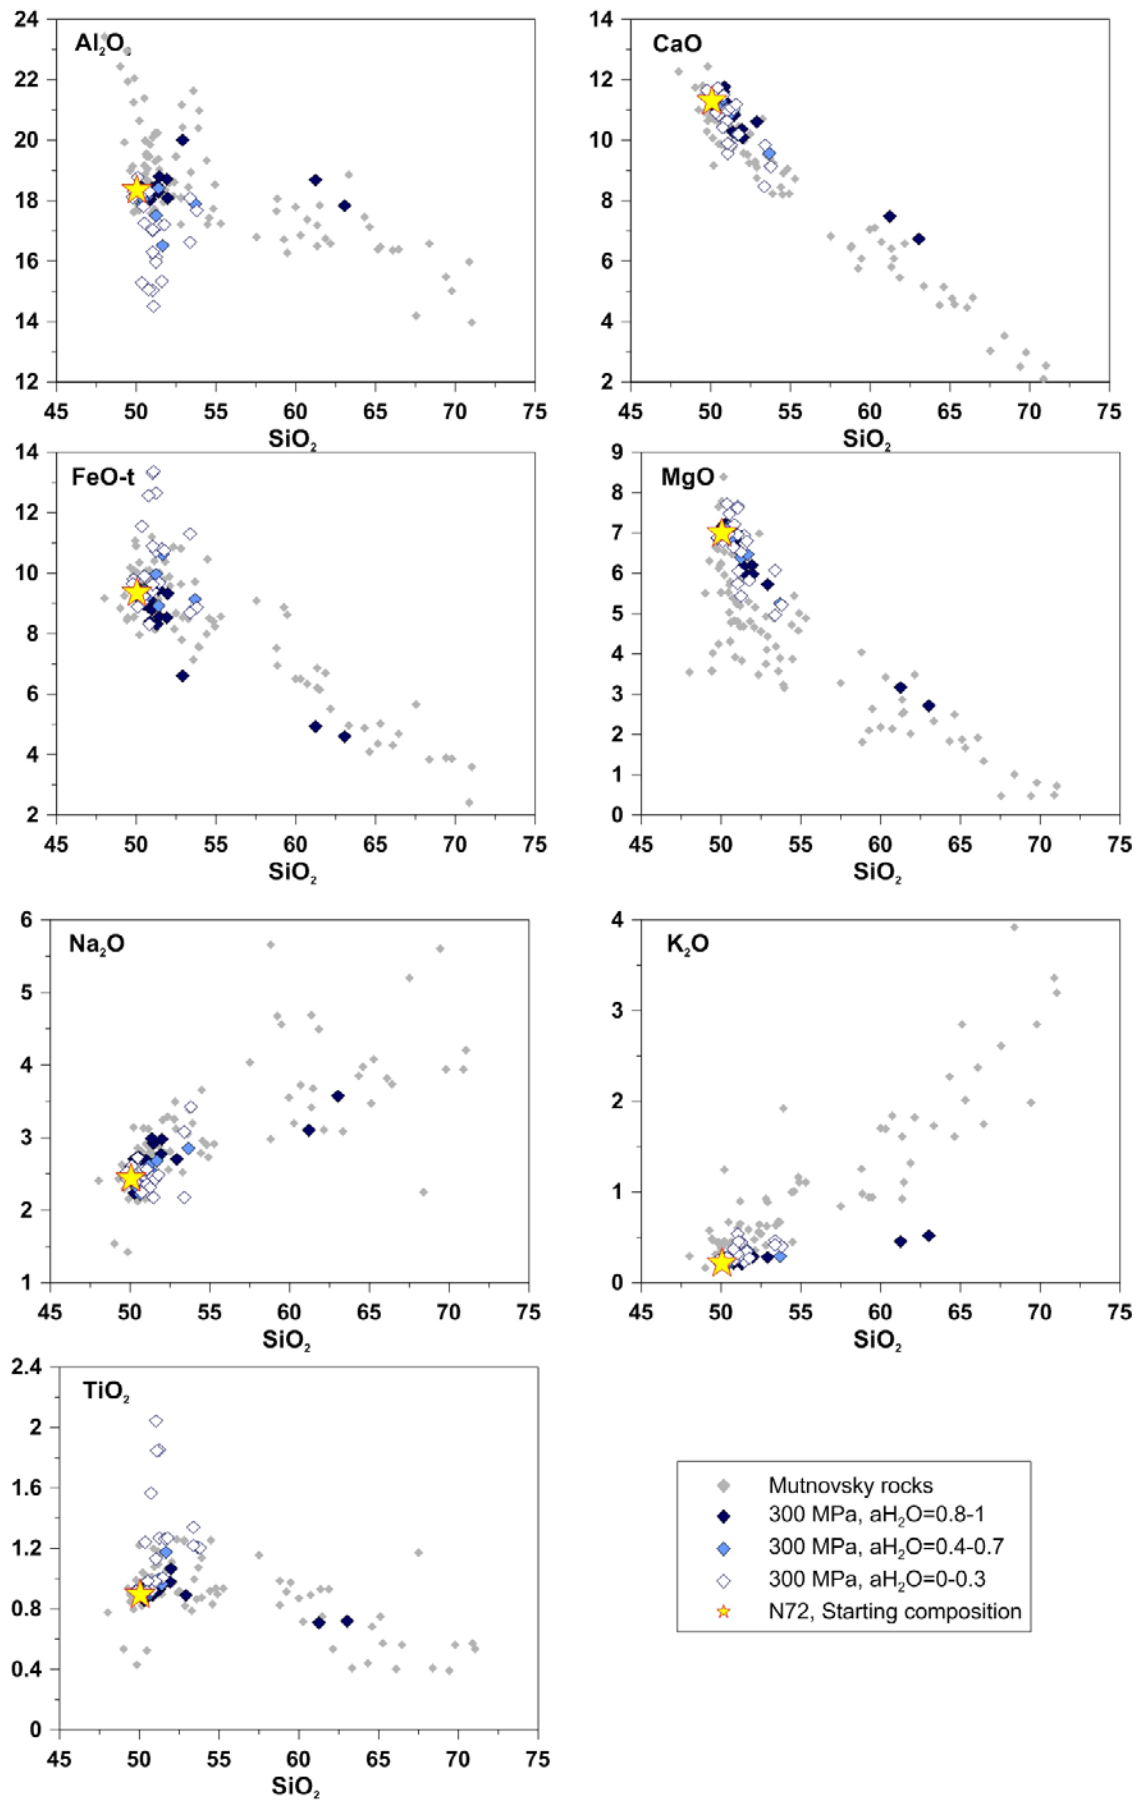 Al₂O₃
24
22
20
18
16
14
12
45 50 55 60 65 70 75
SiO₂
CaO
14
12
10
8
6
4
2
45 50 55 60 65 70 75
SiO₂
FeO-t
14
12
10
8
6
4
2
45 50 55 60 65 70 75
SiO₂
MgO
9
8
7
6
5
4
3
2
1
0
45 50 55 60 65 70 75
SiO₂
Na₂O
6
5
4
3
2
1
45 50 55 60 65 70 75
SiO₂
K₂O
4
3
2
1
0
45 50 55 60 65 70 75
SiO₂
TiO₂
2.4
2
1.6
1.2
0.8
0.4
0
45 50 55 60 65 70 75
SiO₂
Mutnovsky rocks
300 MPa, aH₂O=0.8-1
300 MPa, aH₂O=0.4-0.7
300 MPa, aH₂O=0-0.3
N72, Starting composition